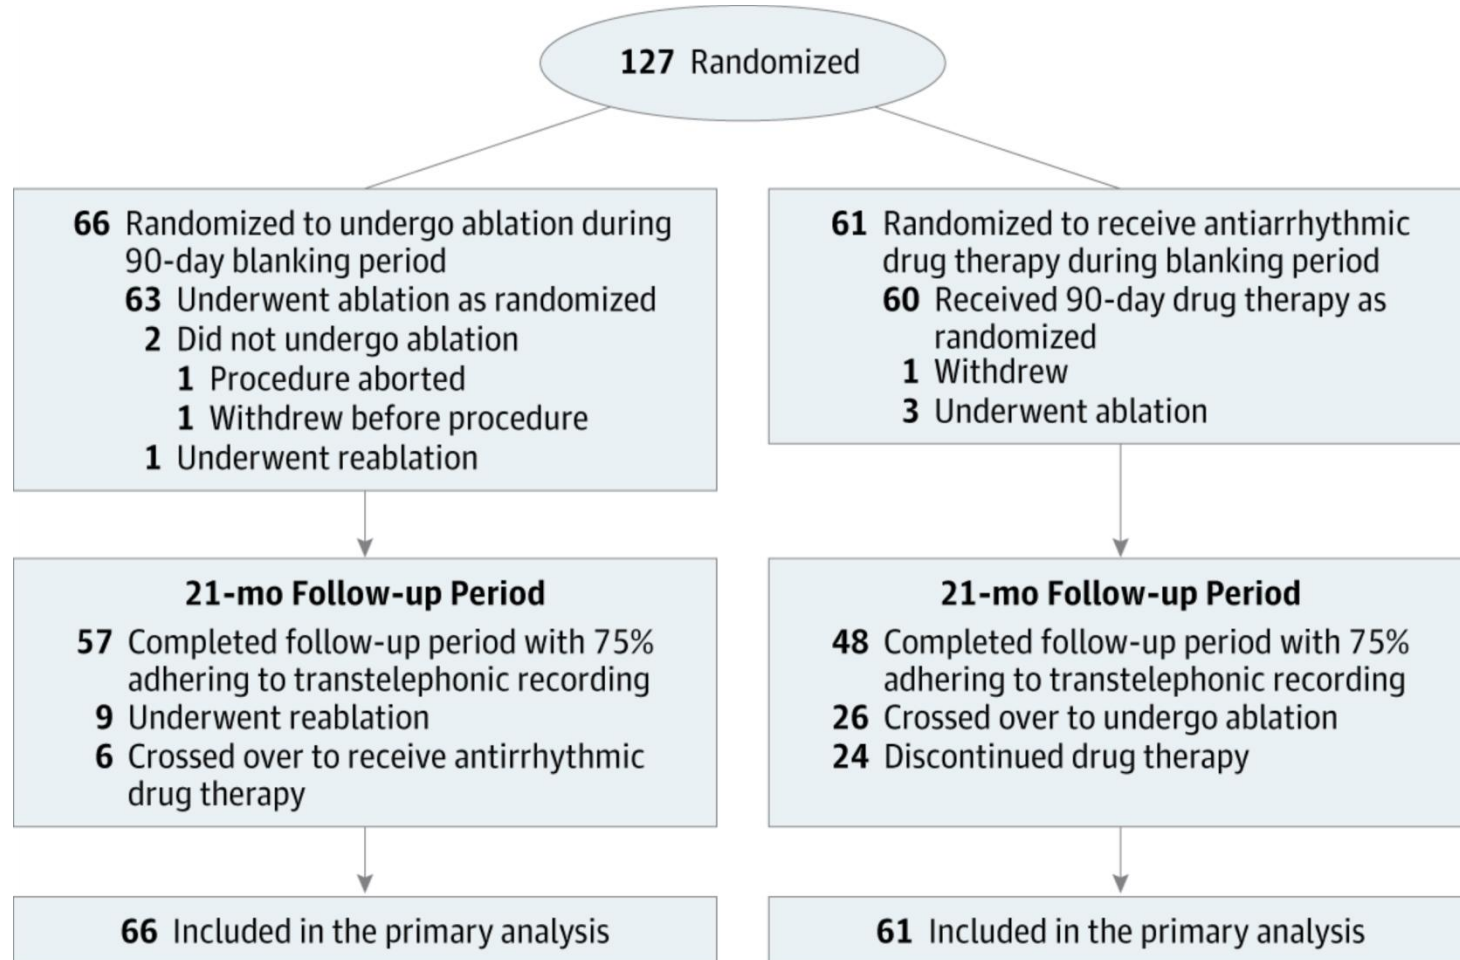 127 Randomized
66 Randomized to undergo ablation during
90-day blanking period
63 Underwent ablation as randomized
2 Did not undergo ablation
1 Procedure aborted
1 Withdrew before procedure
1 Underwent reablation
61 Randomized to receive antiarrhythmic
drug therapy during blanking period
60 Received 90-day drug therapy as
randomized
1 Withdrew
3 Underwent ablation
21-mo Follow-up Period
57 Completed follow-up period with 75%
adhering to transtelephonic recording
9 Underwent reablation
6 Crossed over to receive antirrhythmic
drug therapy
21-mo Follow-up Period
48 Completed follow-up period with 75%
adhering to transtelephonic recording
26 Crossed over to undergo ablation
24 Discontinued drug therapy
66 Included in the primary analysis
61 Included in the primary analysis